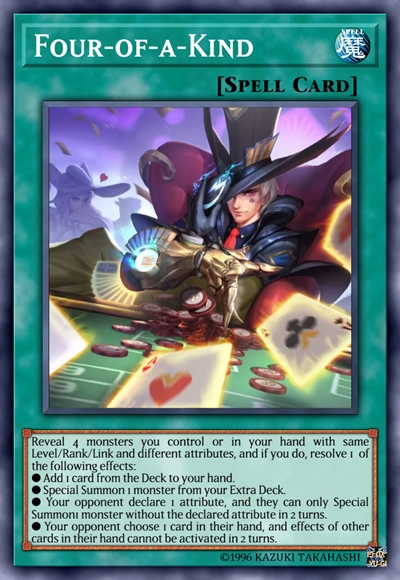 Four-of-a-Kind
SPELL
魔
[Spell Card]
Reveal 4 monsters you control or in your hand with same
Level/Rank/Link and different attributes, and if you do, resolve 1 of
the following effects:
● Add 1 card from the Deck to your hand.
● Special Summon 1 monster from your Extra Deck.
● Your opponent declare 1 attribute, and they can only Special
Summon1 monster without the declared attribute in 2 turns.
● Your opponent choose 1 card in their hand, and effects of other
cards in their hand cannot be activated in 2 turns.
©1996 KAZUKI TAKAHASHI